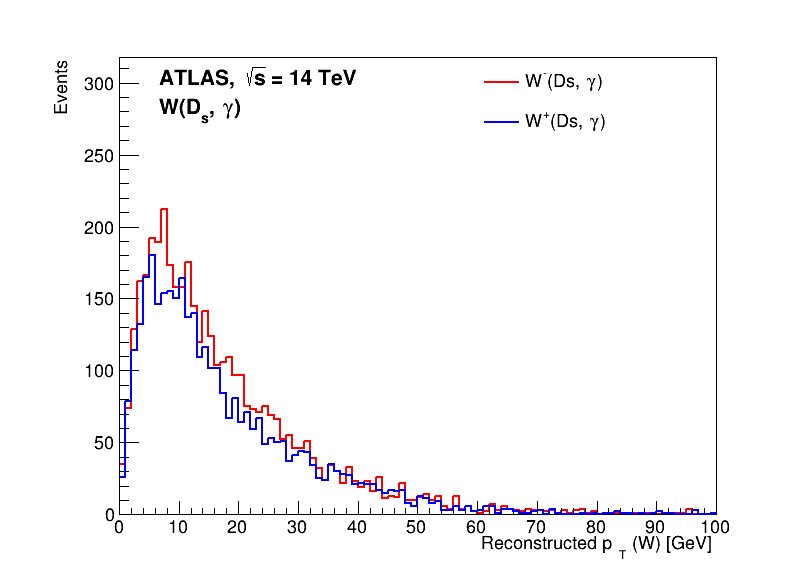 ATLAS, √s = 14 TeV
W(Ds, γ)
W-(Ds, γ)
W+(Ds, γ)
Events
300
250
200
150
100
50
0
0 10 20 30 40 50 60 70 80 90 100
Reconstructed p T (W) [GeV]